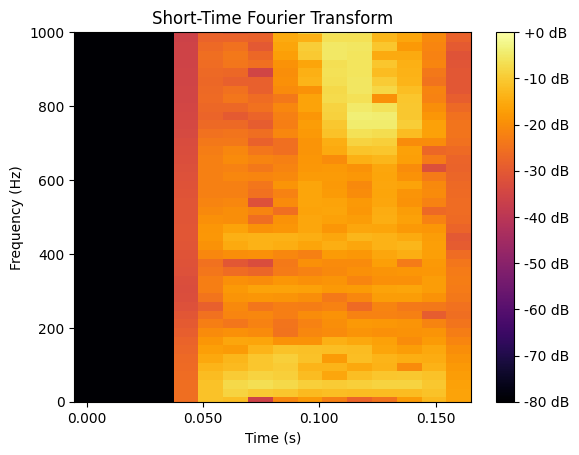 Short-Time Fourier Transform
Frequency (Hz)
1000
800
600
400
200
0
0.000
0.050
0.100
0.150
Time (s)
+0 dB
-10 dB
-20 dB
-30 dB
-40 dB
-50 dB
-60 dB
-70 dB
-80 dB